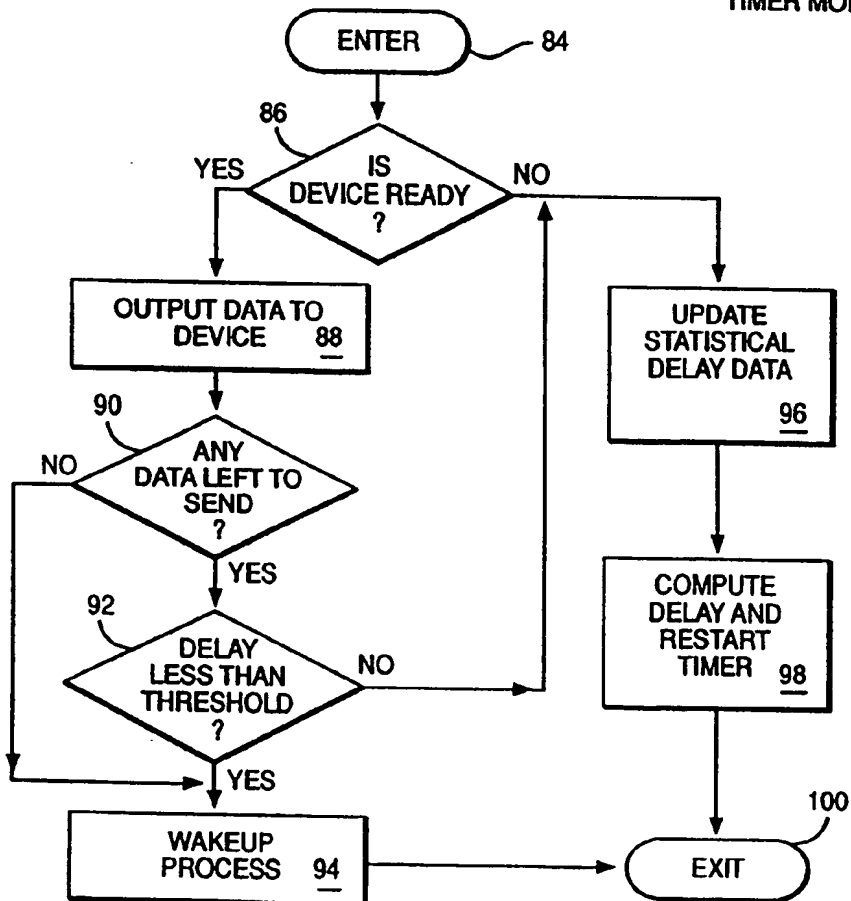 TIMER
ENTER
84
86
YES
IS
DEVICE READY
?
NO
OUTPUT DATA TO
DEVICE 88
UPDATE
STATISTICAL
DELAY DATA
96
90
NO
ANY
DATA LEFT TO
SEND
?
YES
92
DELAY
LESS THAN
THRESHOLD
?
NO
COMPUTE
DELAY AND
RESTART
TIMER 98
YES
WAKEUP
PROCESS 94
100
EXIT